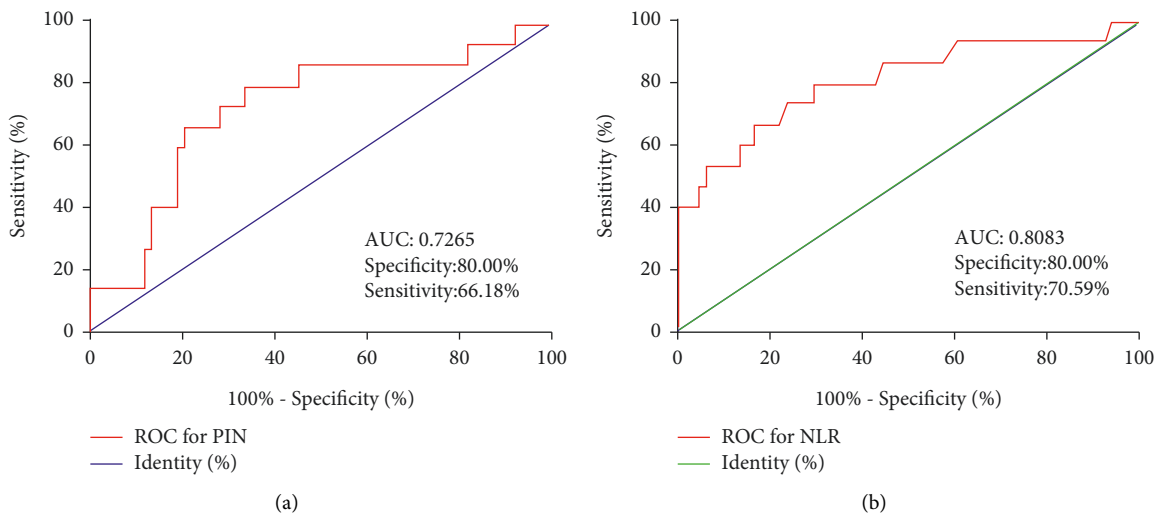 100
80
60
40
20
0
Sensitivity (%)
AUC: 0.7265
Specificity:80.00%
Sensitivity:66.18%
0 20 40 60 80 100
100% - Specificity (%)
ROC for PIN
Identity (%)
(a)
100
80
60
40
20
0
Sensitivity (%)
AUC: 0.8083
Specificity:80.00%
Sensitivity:70.59%
0 20 40 60 80 100
100% - Specificity (%)
ROC for NLR
Identity (%)
(b)